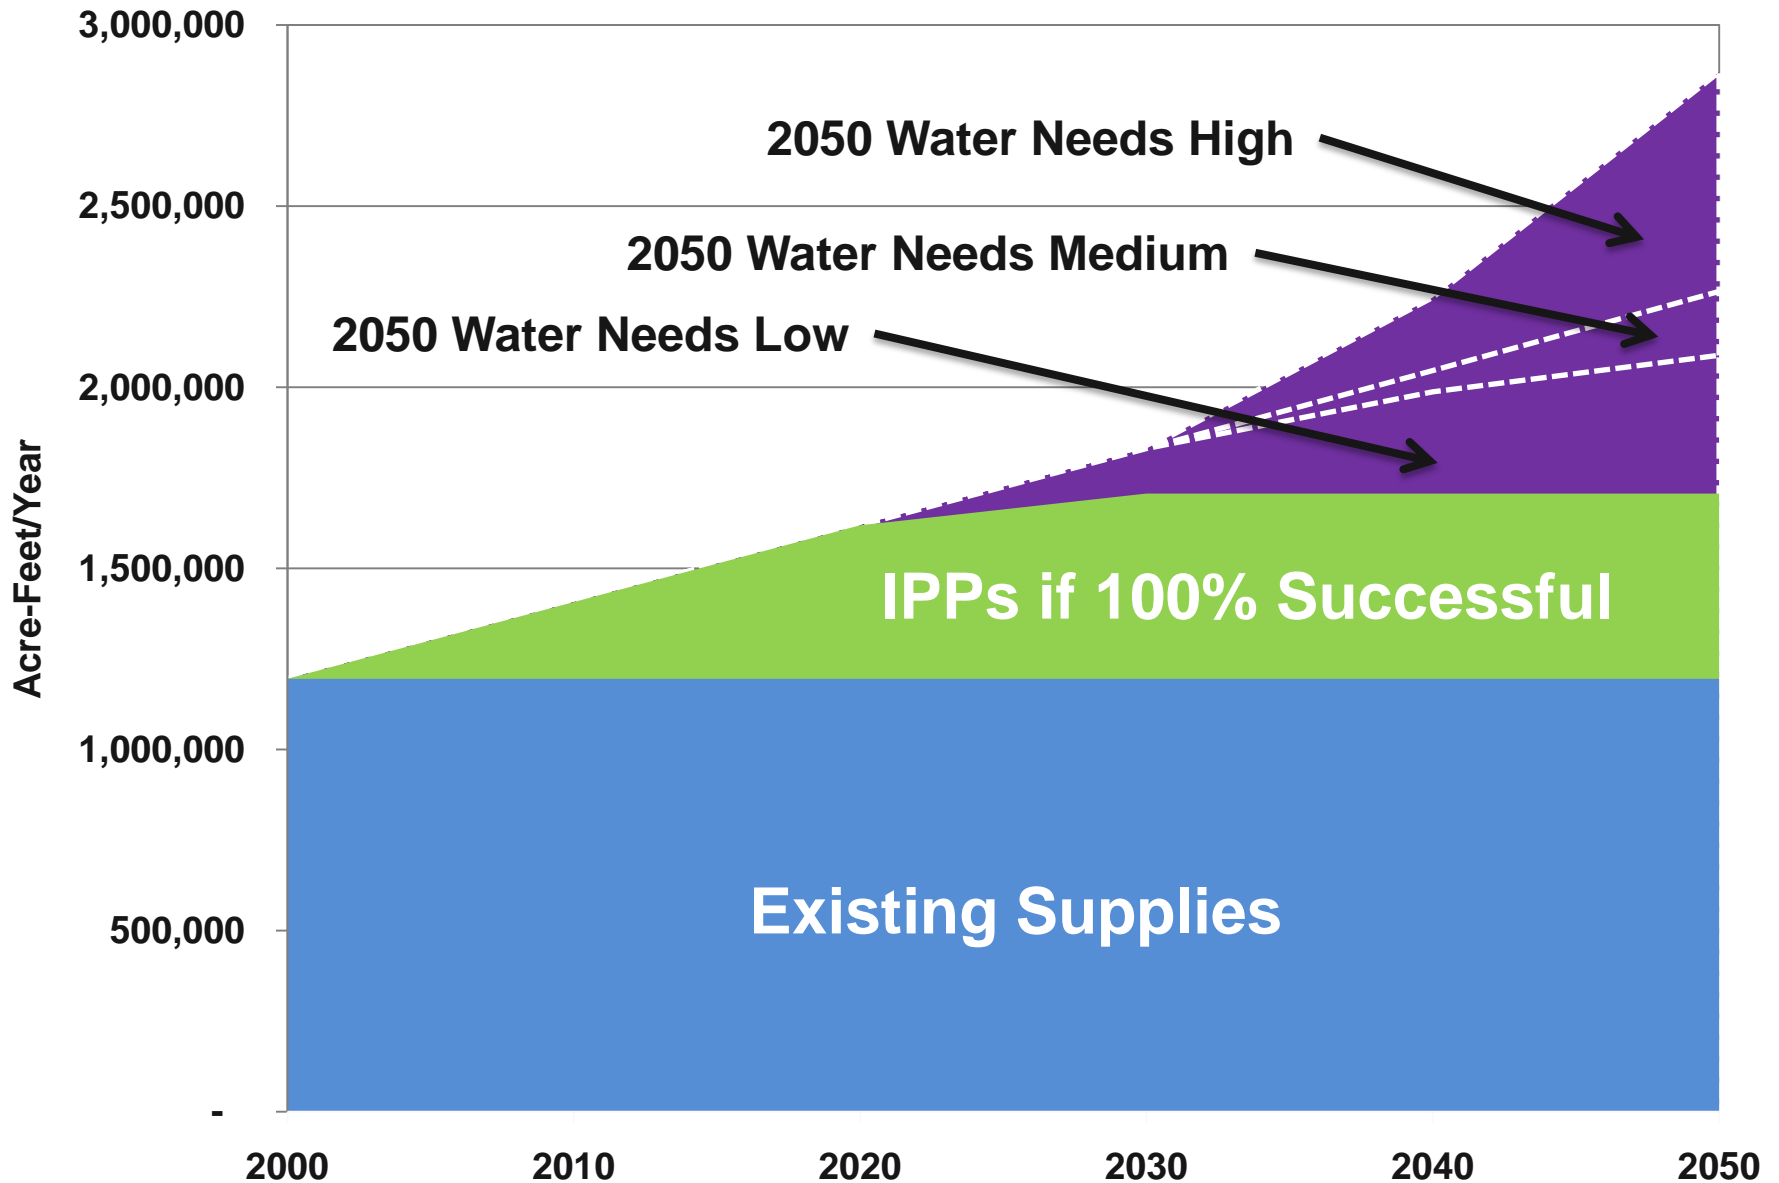 3,000,000
2050 Water Needs High
2,500,000
2050 Water Needs Medium
2050 Water Needs Low
2,000,000
Acre-Feet/Year
1,500,000
IPPs if 100% Successful
1,000,000
Existing Supplies
500,000
-
2000 2010 2020 2030 2040 2050